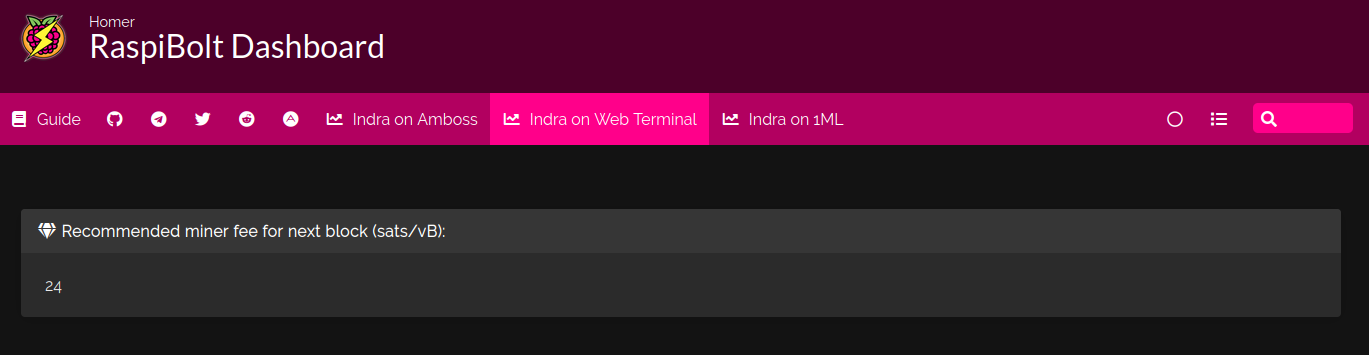 Homer
RaspiBolt Dashboard
Guide Indra on Amboss Indra on Web Terminal Indra on 1ML
Recommended miner fee for next block (sats/vB):
24